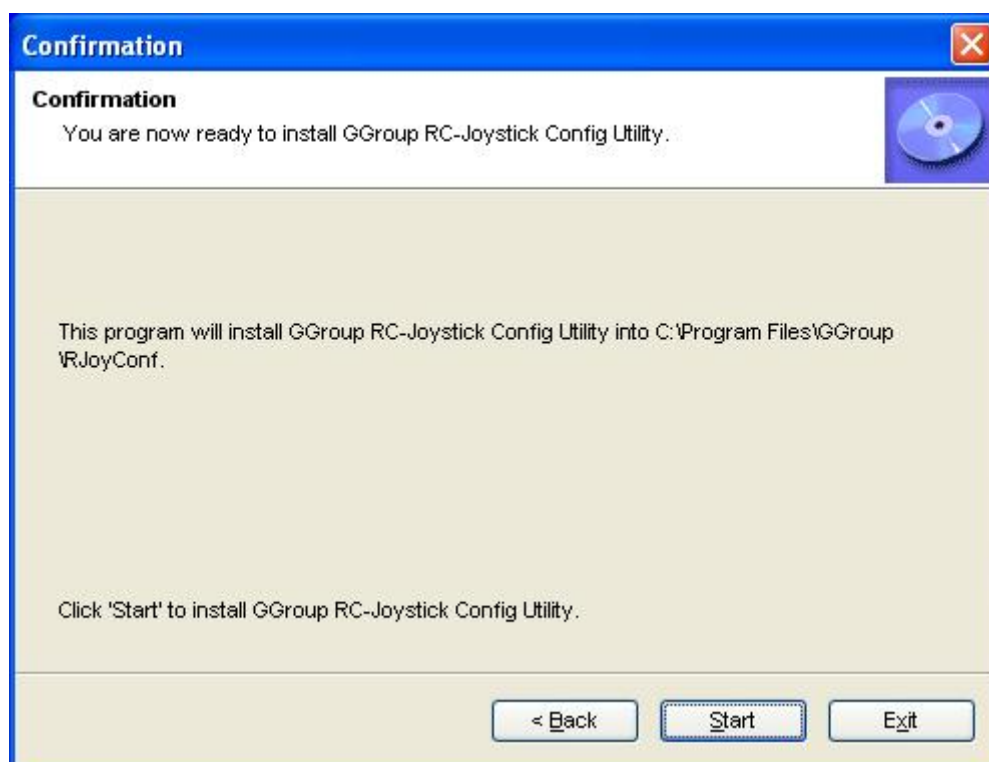 Confirmation
Confirmation
You are now ready to install GGroup RC-Joystick Config Utility.
This program will install GGroup RC-Joystick Config Utility into C:\Program Files\GGroup
\RJoyConf.
Click 'Start' to install GGroup RC-Joystick Config Utility.
< Back Start Exit